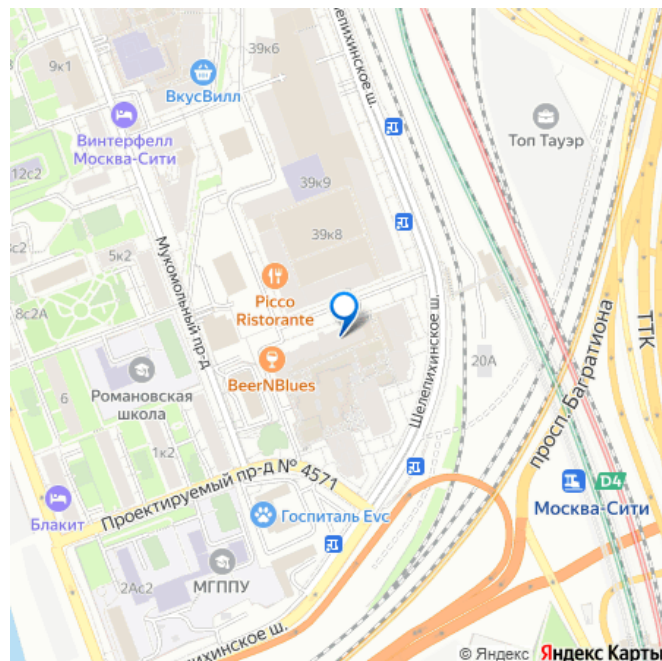 39к6
9к1
ВкусВилл
Шелепихинское ш.
Винтерфелл
Москва-Сити
Топ Тауэр
12с2
39к9
8с2
39к8
5к2
Мукомольный пр-д
Picco
Ristorante
8с2А
Шелепихинское ш.
ТТК
просп. Багратиона
20А
BeerNBlues
Романовская
школа
6
1к2
Проектируемый пр-д № 4571
D4
Москва-Сити
Блакит
Госпиталь Evc
2Ас2
МГППУ
Шелепихинское ш.
© Яндекс Яндекс Карты